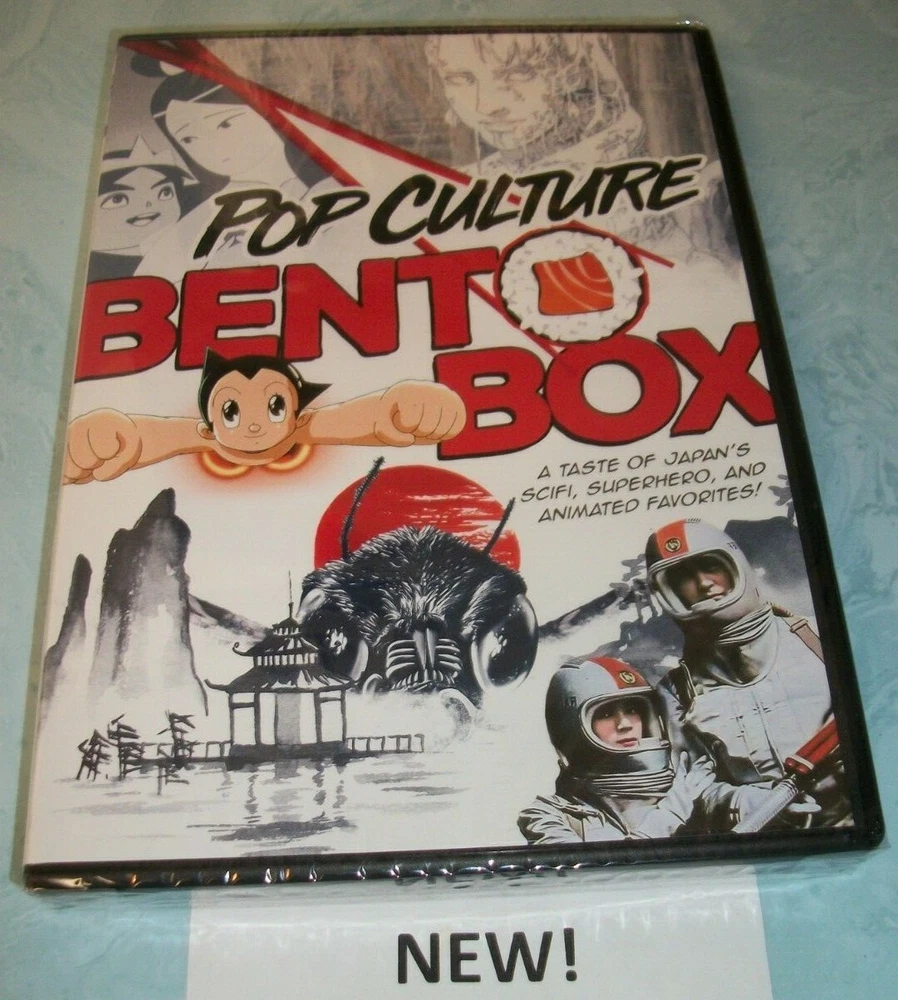 POP CULTURE
BENTO
BOX
A TASTE OF JAPAN'S
SCIFI, SUPERHERO, AND
ANIMATED FAVORITES!
NEW!